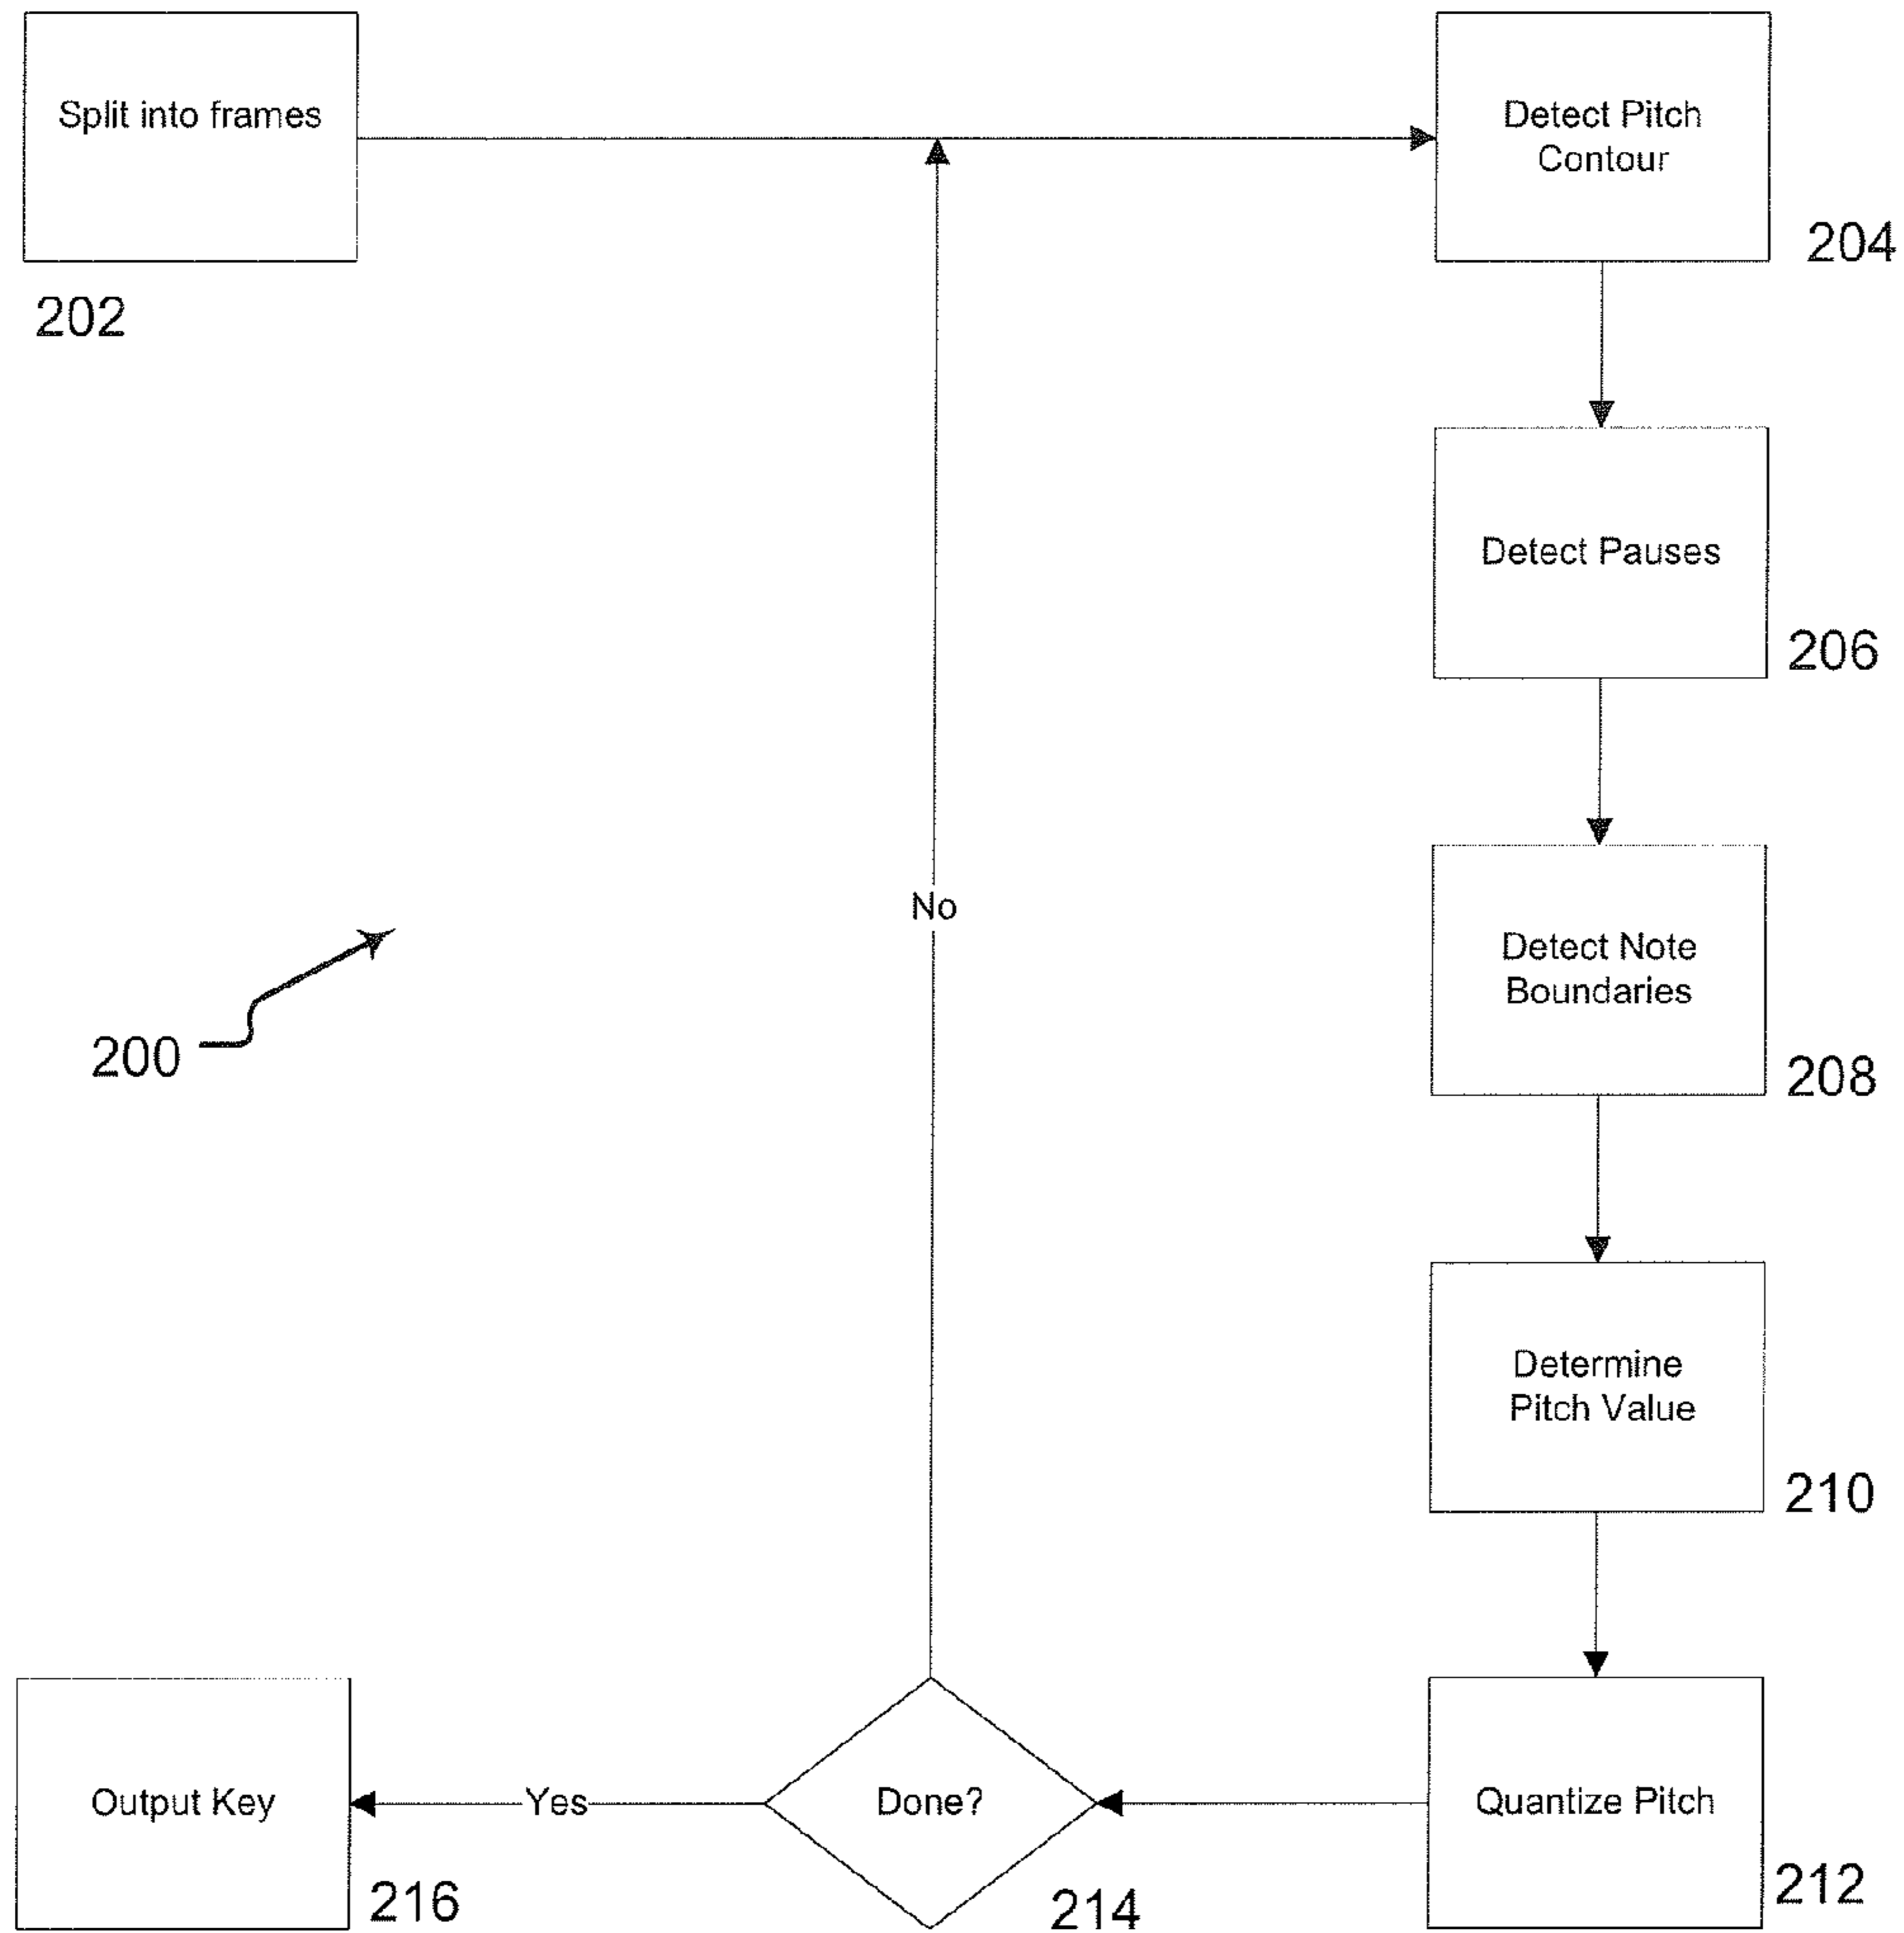 Split into frames
202
Detect Pitch
Contour
204
Detect Pauses
206
Detect Note
Boundaries
208
Determine
Pitch Value
210
Quantize Pitch
212
Done?
214
No
Yes
Output Key
216
200